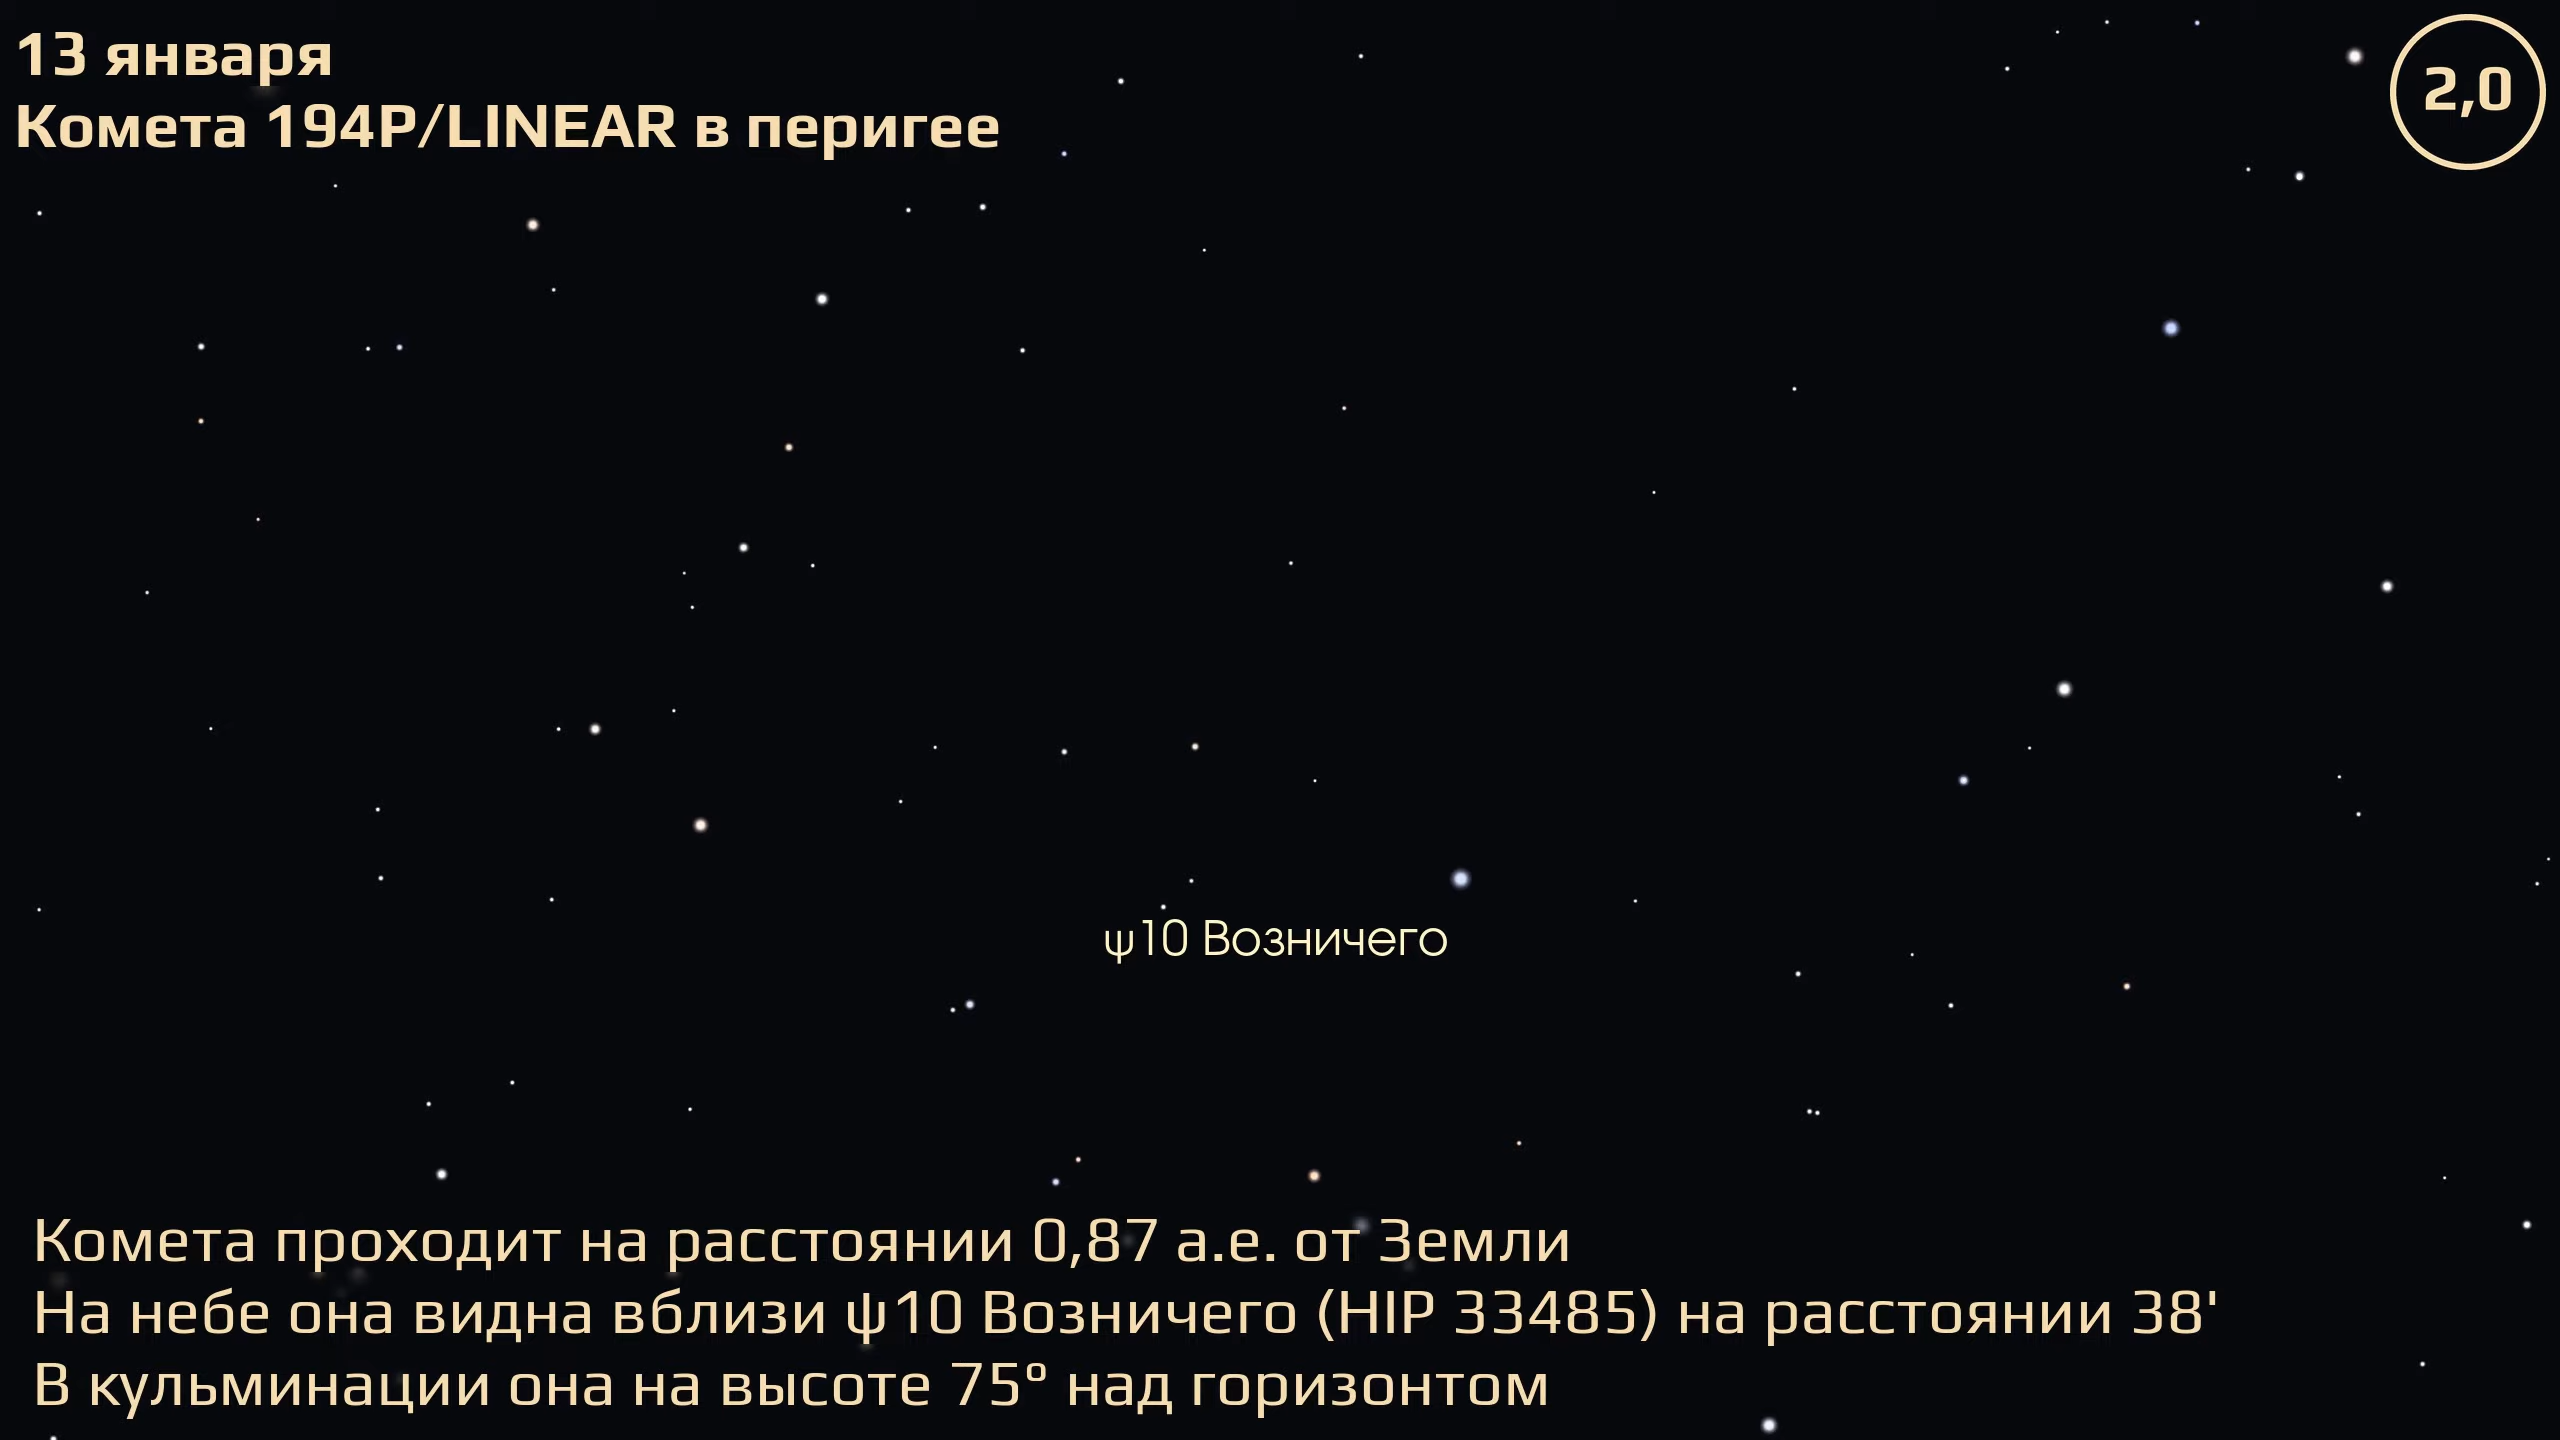 13 января
Комета 194P/LINEAR в перигее
2,0
ψ10 Возничего
Комета проходит на расстоянии 0,87 а.е. от Земли
На небе она видна вблизи ψ10 Возничего (HIP 33485) на расстоянии 38'
В кульминации она на высоте 75° над горизонтом